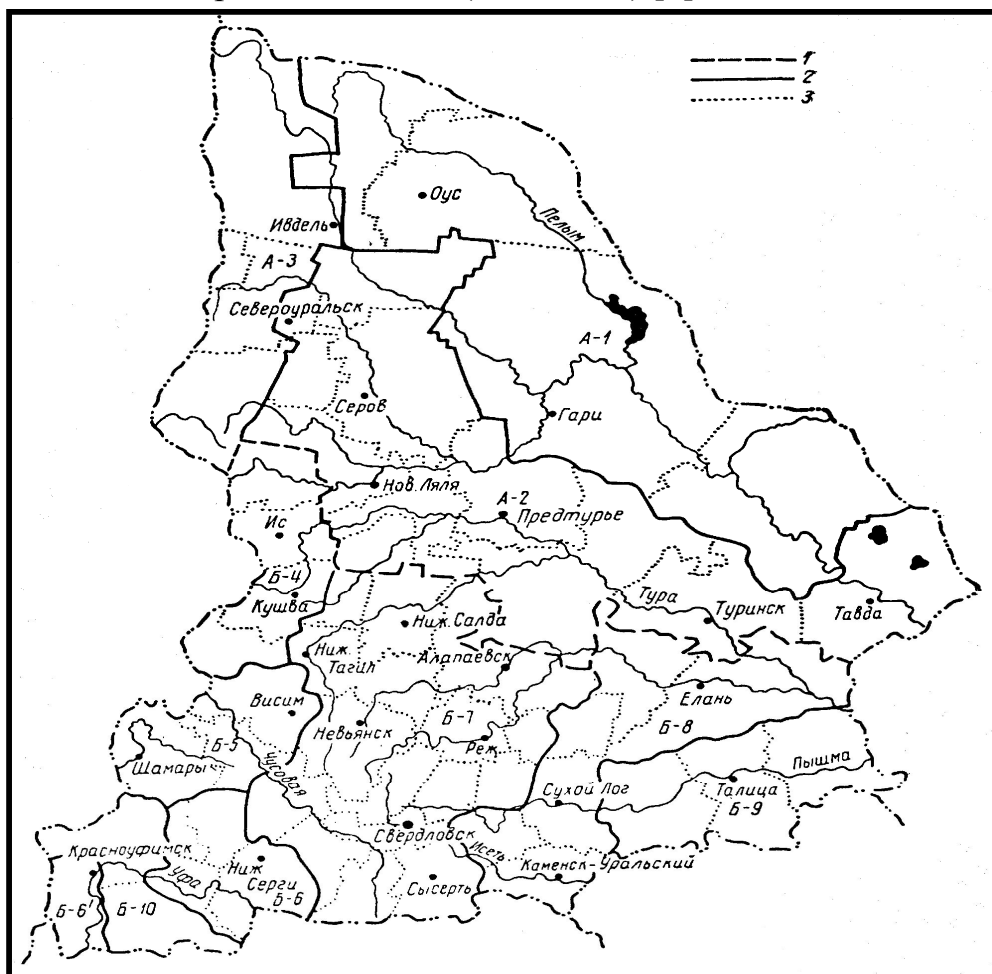 1
2
3
Оус
Пелым
Ивдель
А-3
Североуральск
А-1
Серов
Гари
Нов. Ляля
А-2
Предтурье
Ис
Б-4
Кушва
Тура
Туринск
Тавда
Ниж. Салда
Ниж.
Тагил
Алапаевск
Висим
Елань
Невьянск
Б-7
Б-8
Реж
Б-5
Шамары
Чусовая
Пышма
Сухой Лог
Талица
Б-9
Свердловск
Красноуфимск
Исеть
Каменск-Уральский
Уфа
Ниж
Серги
Сысерть
Б-6
Б-6'
Б-10